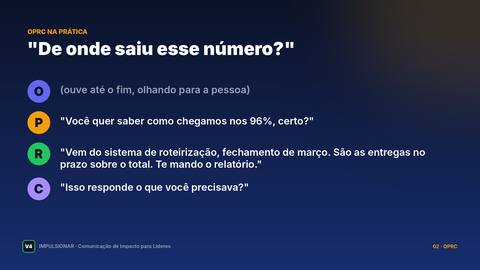 OPRC NA PRÁTICA
"De onde saiu esse número?"
O (ouve até o fim, olhando para a pessoa)
P "Você quer saber como chegamos nos 96%, certo?"
R "Vem do sistema de roteirização, fechamento de março. São as entregas no
prazo sobre o total. Te mando o relatório."
C "Isso responde o que você precisava?"
V4 IMPULSIONAR · Comunicação de Impacto para Líderes
02 · OPRC